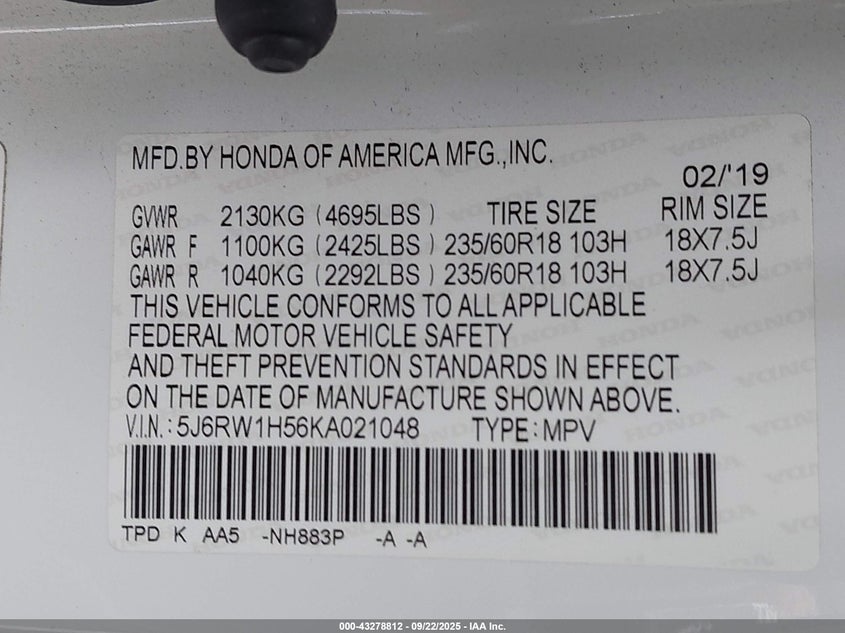 MFD.BY HONDA OF AMERICA MFG.,INC.
02/'19
GVWR 2130KG (4695LBS) TIRE SIZE RIM SIZE
GAWR F 1100KG (2425LBS) 235/60R18 103H 18X7.5J
GAWR R 1040KG (2292LBS) 235/60R18 103H 18X7.5J
THIS VEHICLE CONFORMS TO ALL APPLICABLE
FEDERAL MOTOR VEHICLE SAFETY
AND THEFT PREVENTION STANDARDS IN EFFECT
ON THE DATE OF MANUFACTURE SHOWN ABOVE.
V.I.N.: 5J6RW1H56KA021048 TYPE: MPV
TPD K AA5 -NH883P -A -A
000-43278812 - 09/22/2025 - IAA Inc.